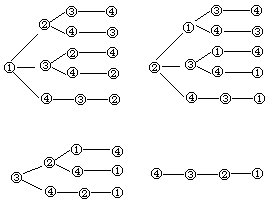 ③ ④
② ④ ③
① ③ ② ④
④ ②
④ ③ ②
③ ④
① ④ ③
② ③ ① ④
④ ①
④ ③ ①
① ④
② ④ ①
③ ④ ② ①
④ ③ ② ①